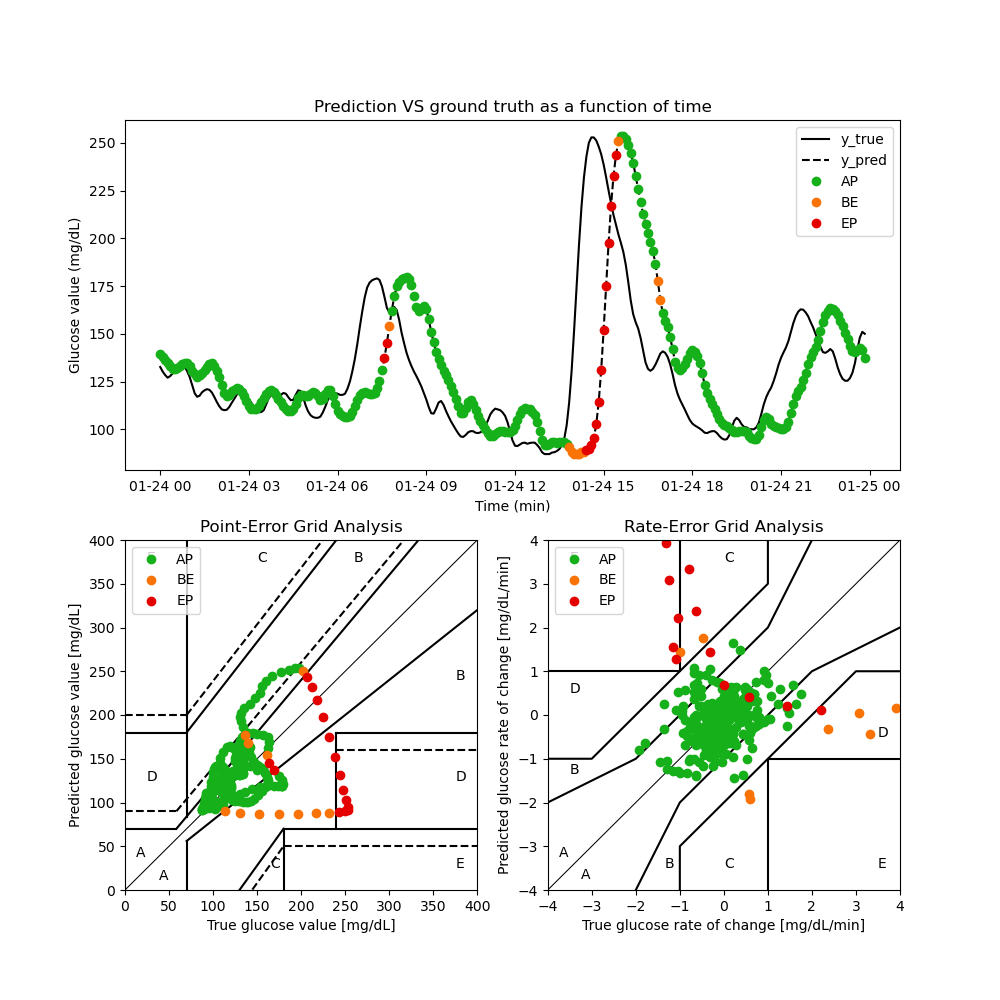 Prediction VS ground truth as a function of time
Glucose value (mg/dL)
250
225
200
175
150
125
100
y_true
y_pred
AP
BE
EP
01-24 00 01-24 03 01-24 06 01-24 09 01-24 12 01-24 15 01-24 18 01-24 21 01-25 00
Time (min)
Point-Error Grid Analysis
Predicted glucose value [mg/dL]
400
350
300
250
200
150
100
50
0
AP
BE
EP
C
B
B
D
D
A
A
C
E
0 50 100 150 200 250 300 350 400
True glucose value [mg/dL]
Rate-Error Grid Analysis
Predicted glucose rate of change [mg/dL/min]
4
3
2
1
0
−1
−2
−3
−4
AP
BE
EP
C
D
D
B
A
A
B
C
E
−4 −3 −2 −1 0 1 2 3 4
True glucose rate of change [mg/dL/min]